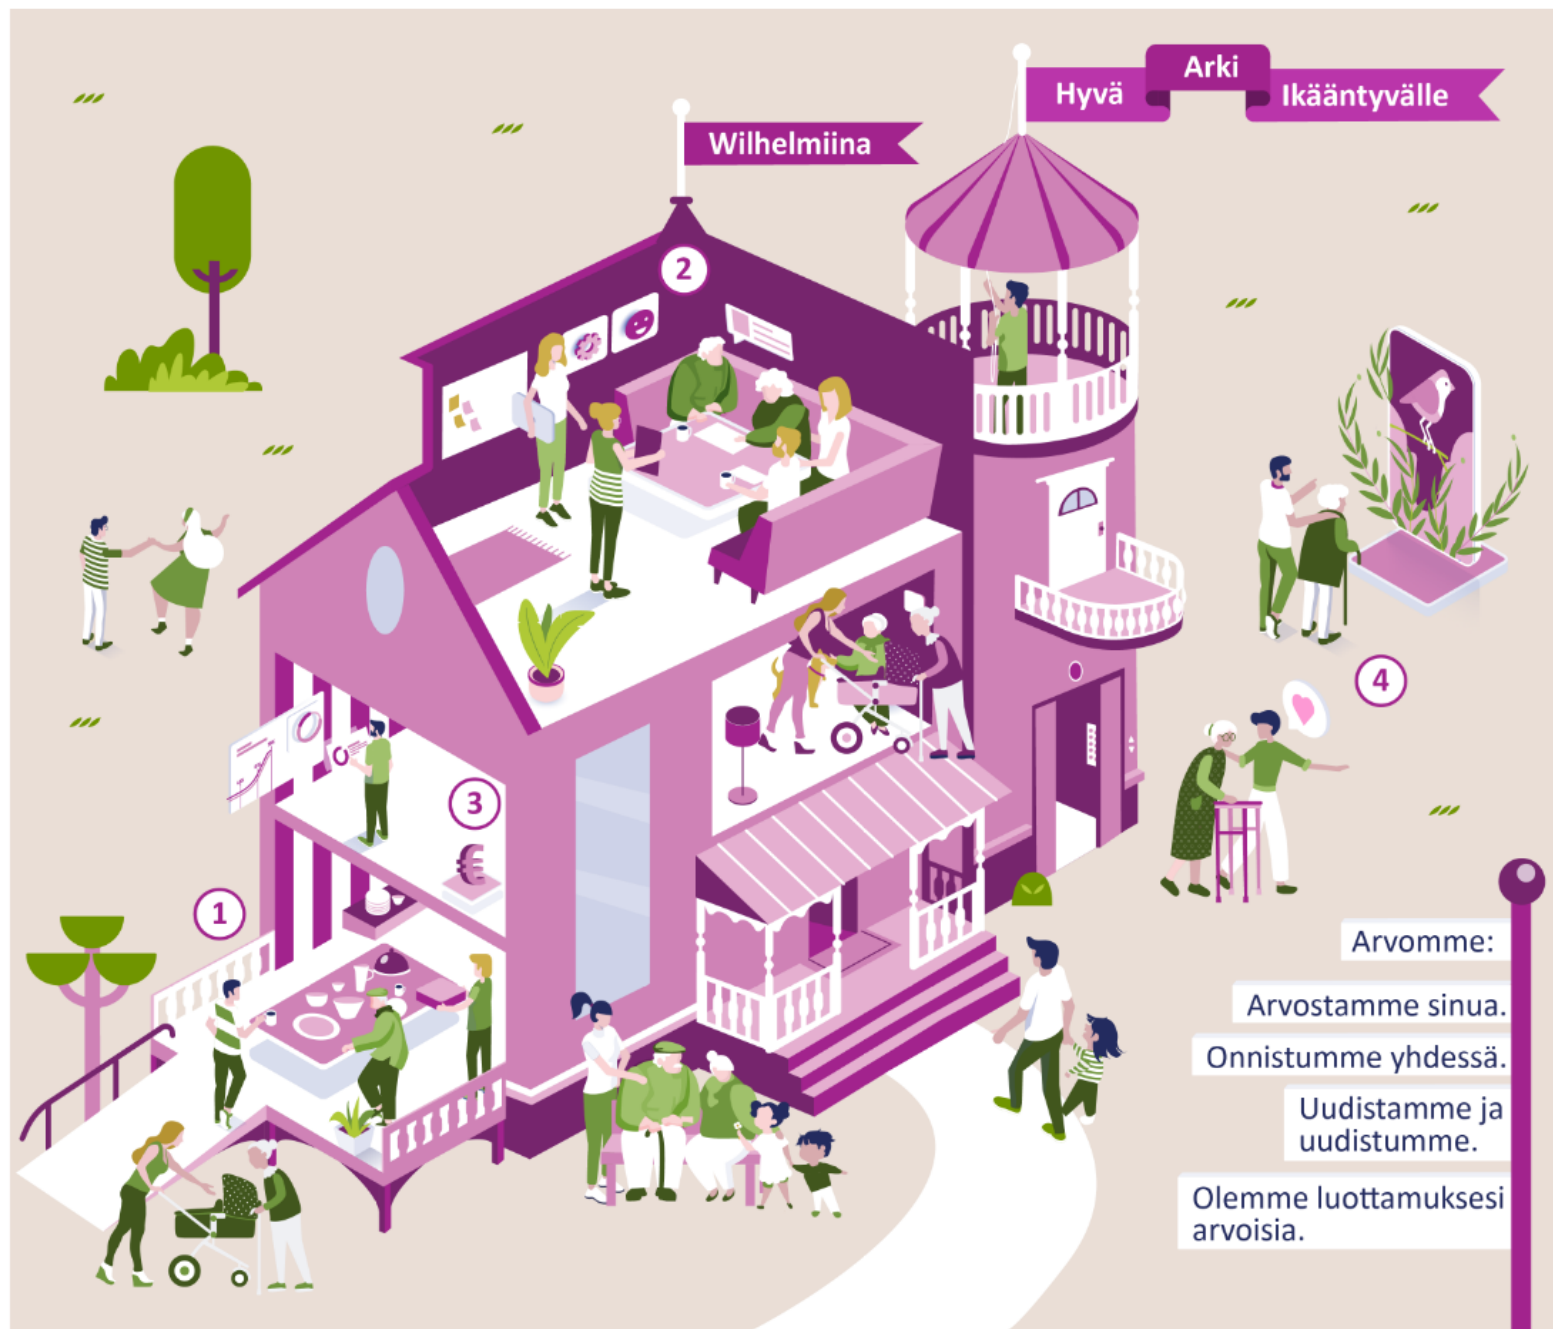 Hyvä Arki Ikääntyvälle
Wilhelmiina
2
4
3
€
1
Arvomme:
Arvostamme sinua.
Onnistumme yhdessä.
Uudistamme ja
uudistumme.
Olemme luottamuksesi
arvoisia.